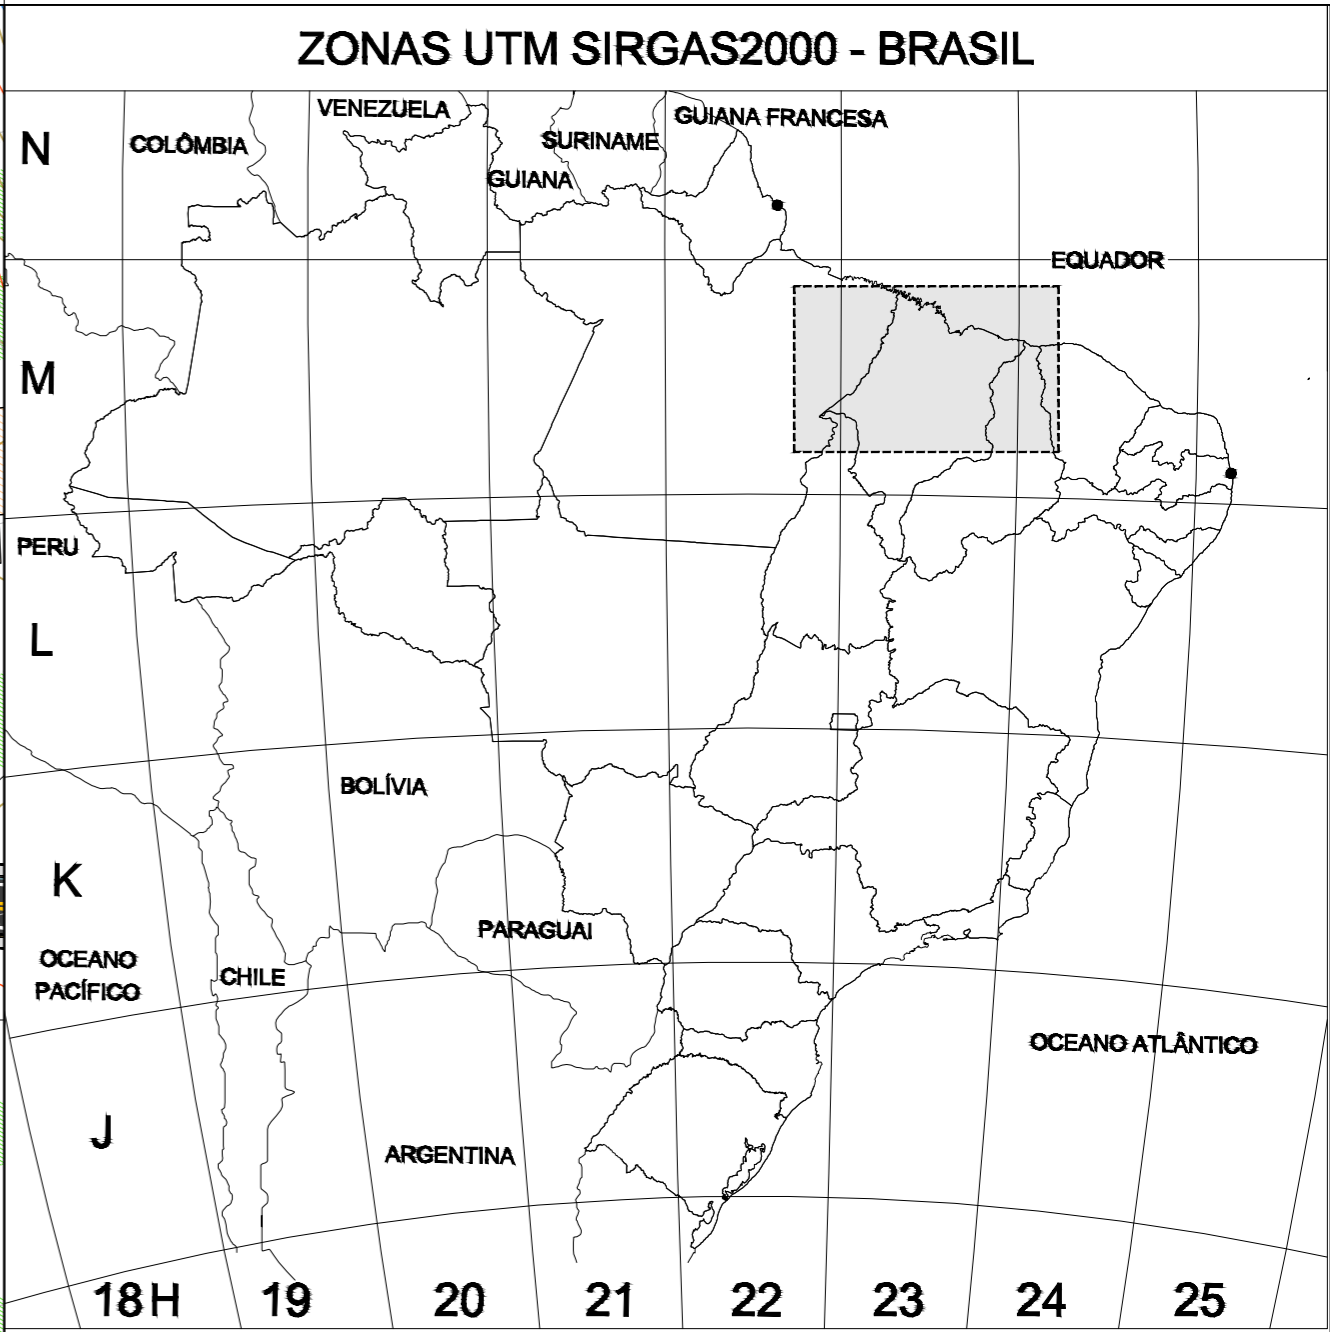 ZONAS UTM SIRGAS2000 - BRASIL
VENEZUELA
GUIANA FRANCESA
N
COLÔMBIA
SURINAME
GUIANA
EQUADOR
M
PERU
L
BOLÍVIA
K
PARAGUAI
OCEANO
PACÍFICO
CHILE
OCEANO ATLÂNTICO
J
ARGENTINA
18 H 19 20 21 22 23 24 25